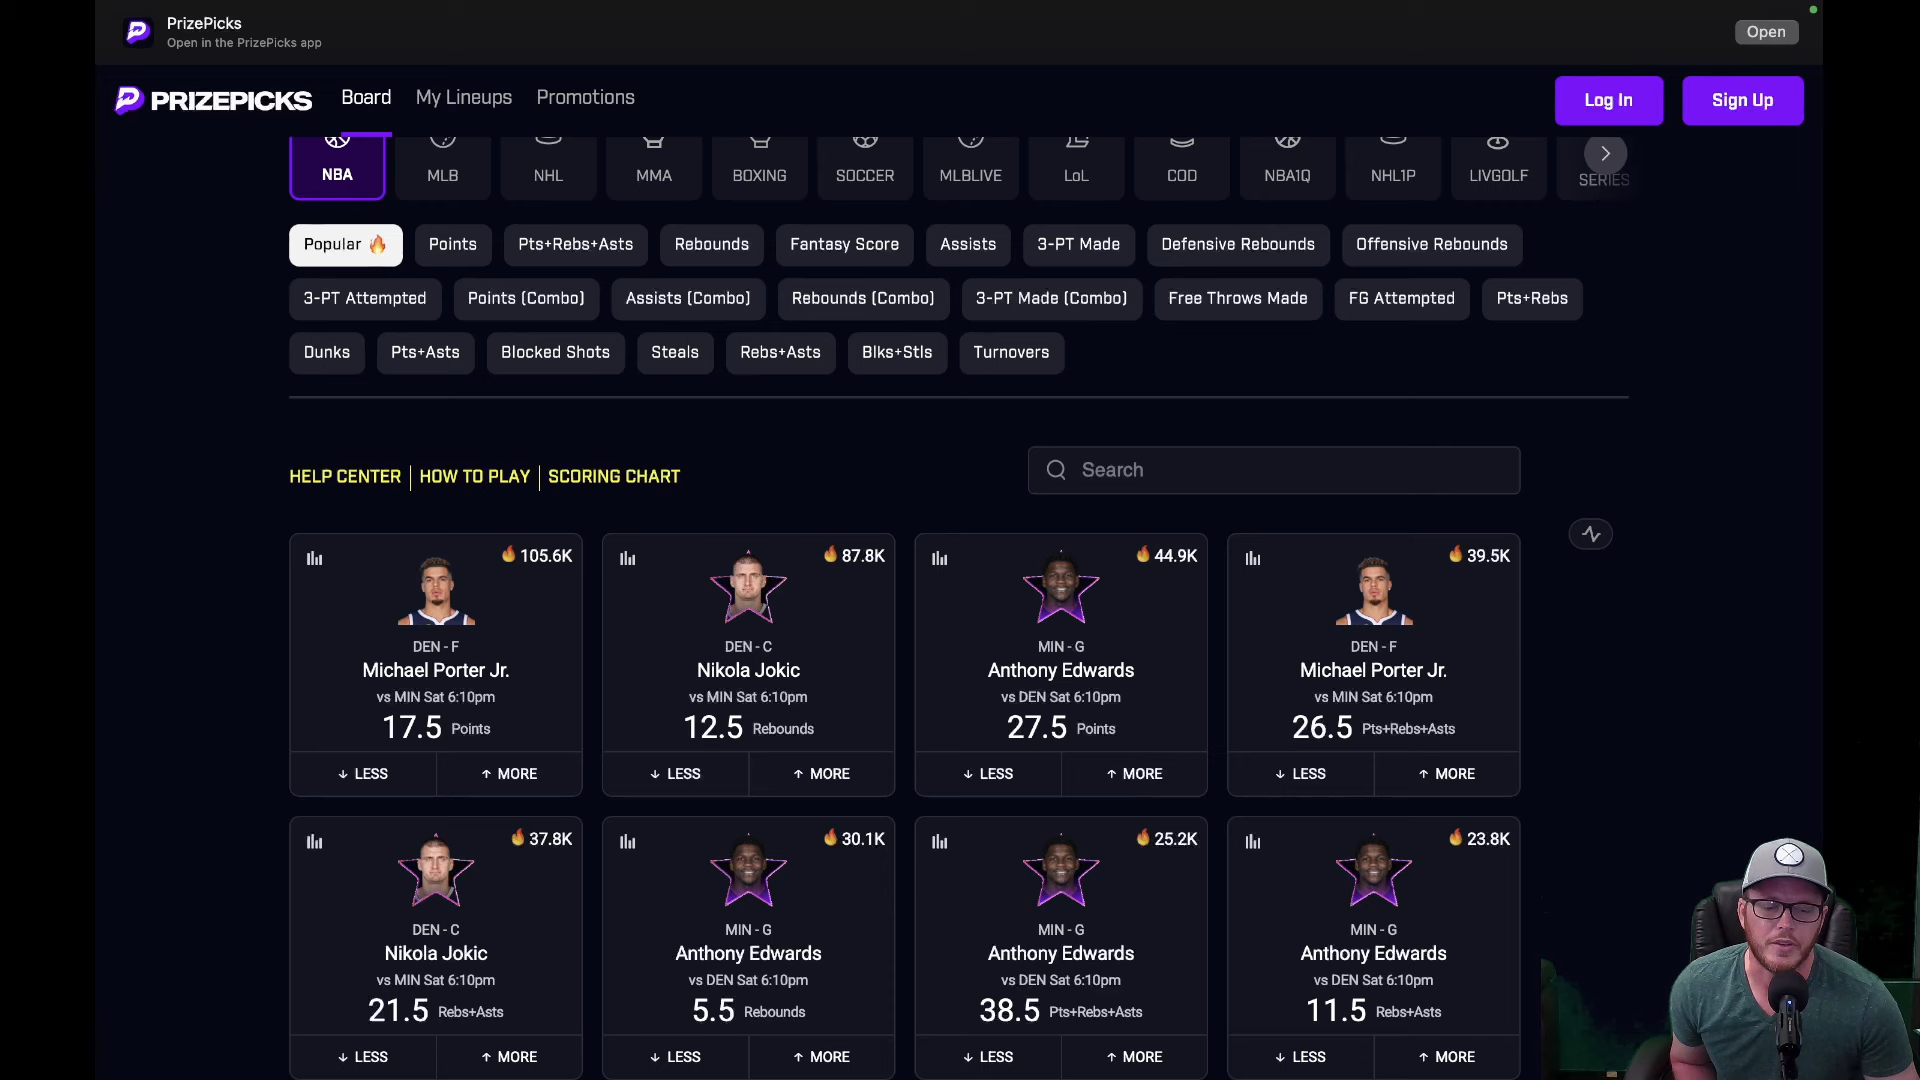 PrizePicks
Open in the PrizePicks app
Open
PRIZEPICKS
Board
My Lineups
Promotions
Log In
Sign Up
NBA
MLB
NHL
MMA
BOXING
SOCCER
MLBLIVE
LoL
COD
NBA1Q
NHL1P
LIVGOLF
SERIES
Popular
Points
Pts+Rebs+Asts
Rebounds
Fantasy Score
Assists
3-PT Made
Defensive Rebounds
Offensive Rebounds
3-PT Attempted
Points (Combo)
Assists (Combo)
Rebounds (Combo)
3-PT Made (Combo)
Free Throws Made
FG Attempted
Pts+Rebs
Dunks
Pts+Asts
Blocked Shots
Steals
Rebs+Asts
Blks+Stls
Turnovers
HELP CENTER
HOW TO PLAY
SCORING CHART
Search
105.6K
DEN - F
Michael Porter Jr.
vs MIN Sat 6:10pm
17.5 Points
↓ LESS
↑ MORE
87.8K
DEN - C
Nikola Jokic
vs MIN Sat 6:10pm
12.5 Rebounds
↓ LESS
↑ MORE
44.9K
MIN - G
Anthony Edwards
vs DEN Sat 6:10pm
27.5 Points
↓ LESS
↑ MORE
39.5K
DEN - F
Michael Porter Jr.
vs MIN Sat 6:10pm
26.5 Pts+Rebs+Asts
↓ LESS
↑ MORE
37.8K
DEN - C
Nikola Jokic
vs MIN Sat 6:10pm
21.5 Rebs+Asts
↓ LESS
↑ MORE
30.1K
MIN - G
Anthony Edwards
vs DEN Sat 6:10pm
5.5 Rebounds
↓ LESS
↑ MORE
25.2K
MIN - G
Anthony Edwards
vs DEN Sat 6:10pm
38.5 Pts+Rebs+Asts
↓ LESS
↑ MORE
23.8K
MIN - G
Anthony Edwards
vs DEN Sat 6:10pm
11.5 Rebs+Asts
↓ LESS
↑ MORE